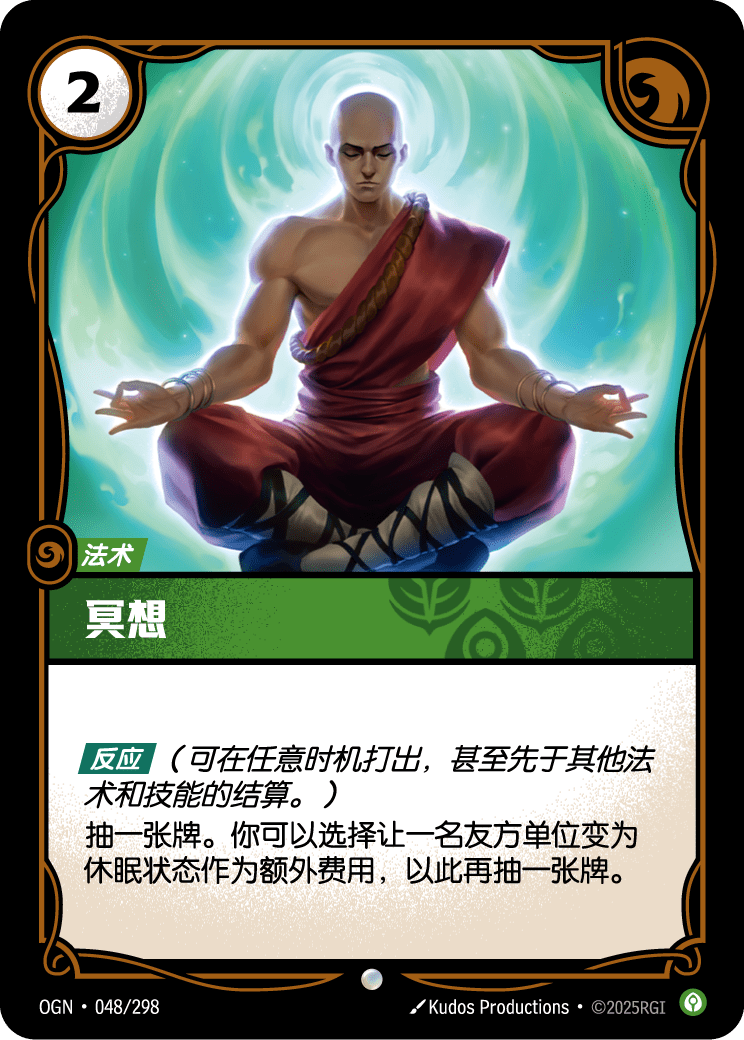 2
法术
冥想
反应（可在任意时机打出，甚至先于其他法
术和技能的结算。）
抽一张牌。你可以选择让一名友方单位变为
休眠状态作为额外费用，以此再抽一张牌。
OGN • 048/298
Kudos Productions • ©2025RGI